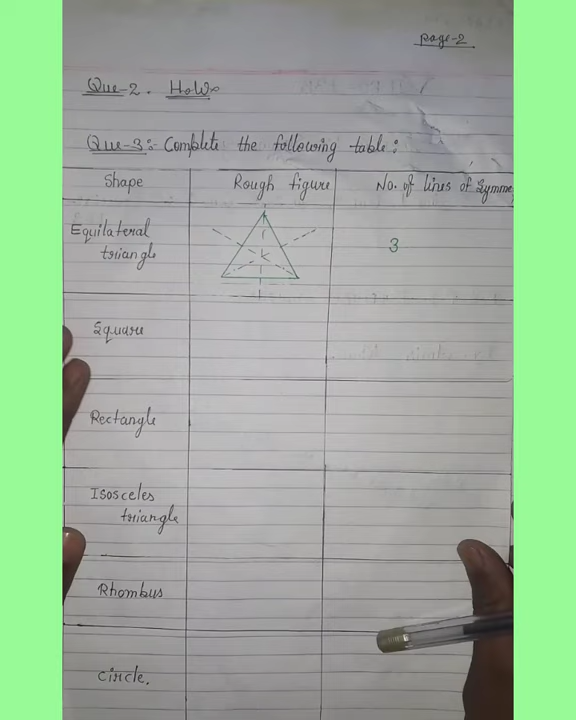 page-2.
Que-2. H.W.
Que-3:- Complete the following table:
Shape Rough figure No. of lines of Symme
Equilateral
triangle
3
Square
Rectangle
Isosceles
triangle
Rhombus
Circle.